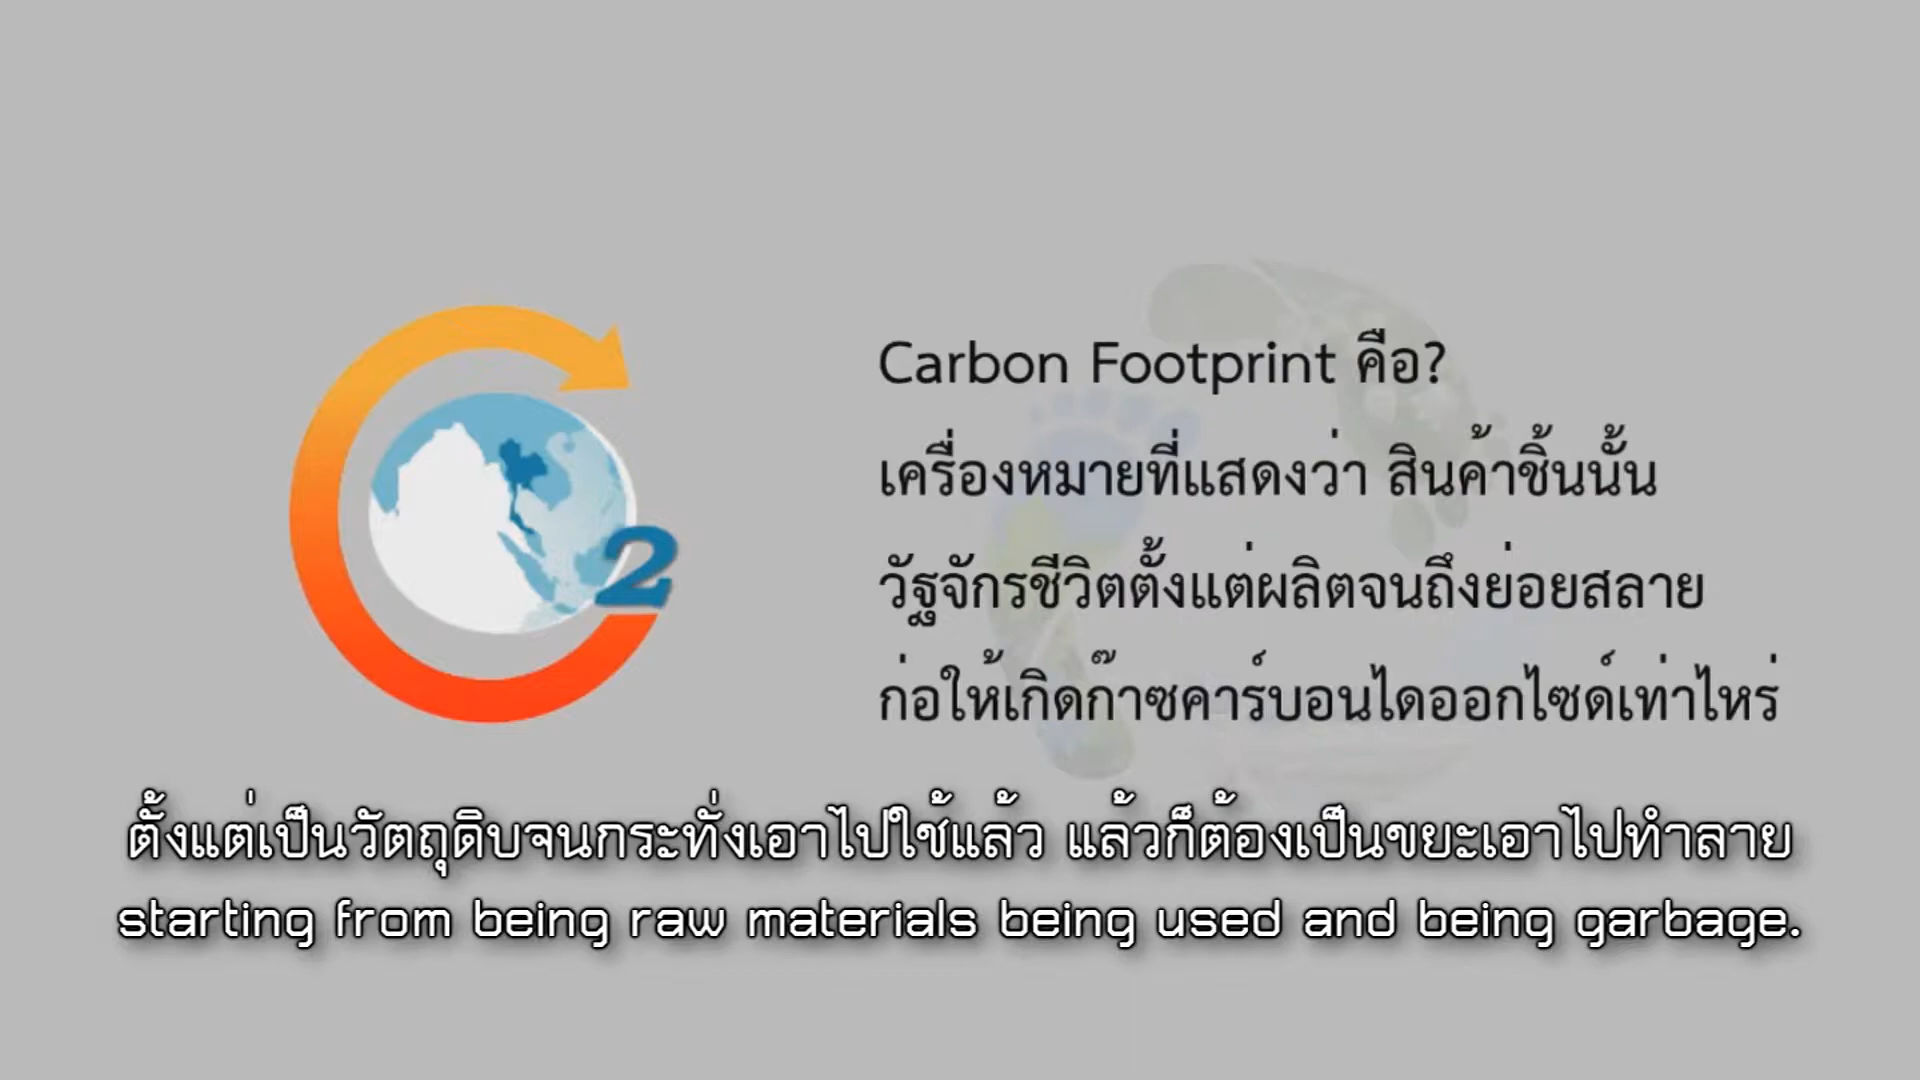 2
Carbon Footprint คือ?
เครื่องหมายที่แสดงว่า สินค้าชิ้นนั้น
วัฐจักรชีวิตตั้งแต่ผลิตจนถึงย่อยสลาย
ก่อให้เกิดก๊าซคาร์บอนไดออกไซด์เท่าไหร่
ตั้งแต่เป็นวัตถุดิบจนกระทั่งเอาไปใช้แล้ว แล้วก็ต้องเป็นขยะเอาไปทำลาย
starting from being raw materials being used and being garbage.